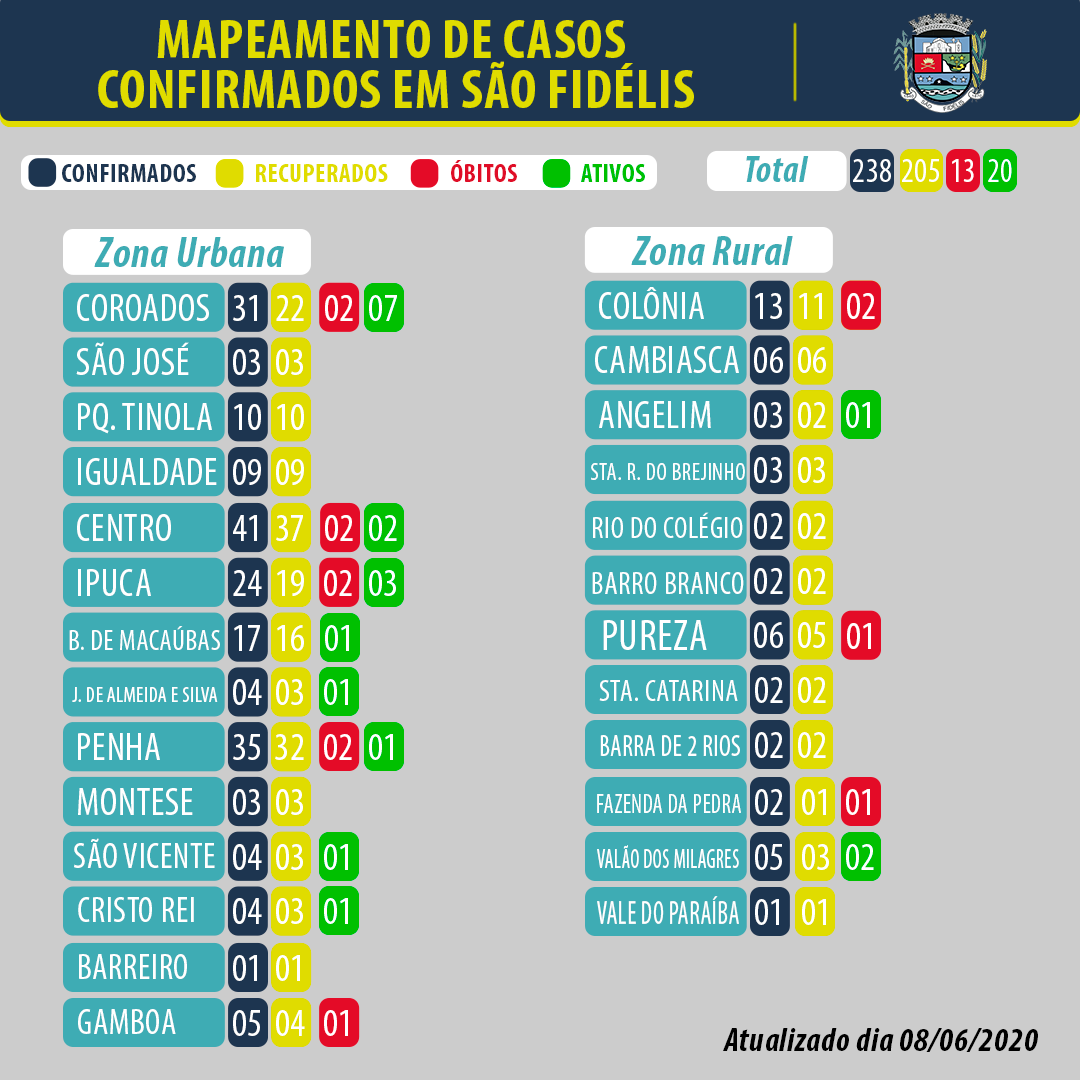 MAPEAMENTO DE CASOS
CONFIRMADOS EM SÃO FIDÉLIS
SÃO FIDÉLIS
CONFIRMADOS RECUPERADOS ÓBITOS ATIVOS
Total 238 205 13 20
Zona Urbana
COROADOS 31 22 02 07
SÃO JOSÉ 03 03
PQ. TINOLA 10 10
IGUALDADE 09 09
CENTRO 41 37 02 02
IPUCA 24 19 02 03
B. DE MACAÚBAS 17 16 01
J. DE ALMEIDA E SILVA 04 03 01
PENHA 35 32 02 01
MONTESE 03 03
SÃO VICENTE 04 03 01
CRISTO REI 04 03 01
BARREIRO 01 01
GAMBOA 05 04 01
Zona Rural
COLÔNIA 13 11 02
CAMBIASCA 06 06
ANGELIM 03 02 01
STA. R. DO BREJINHO 03 03
RIO DO COLÉGIO 02 02
BARRO BRANCO 02 02
PUREZA 06 05 01
STA. CATARINA 02 02
BARRA DE 2 RIOS 02 02
FAZENDA DA PEDRA 02 01 01
VALÃO DOS MILAGRES 05 03 02
VALE DO PARAÍBA 01 01
Atualizado dia 08/06/2020